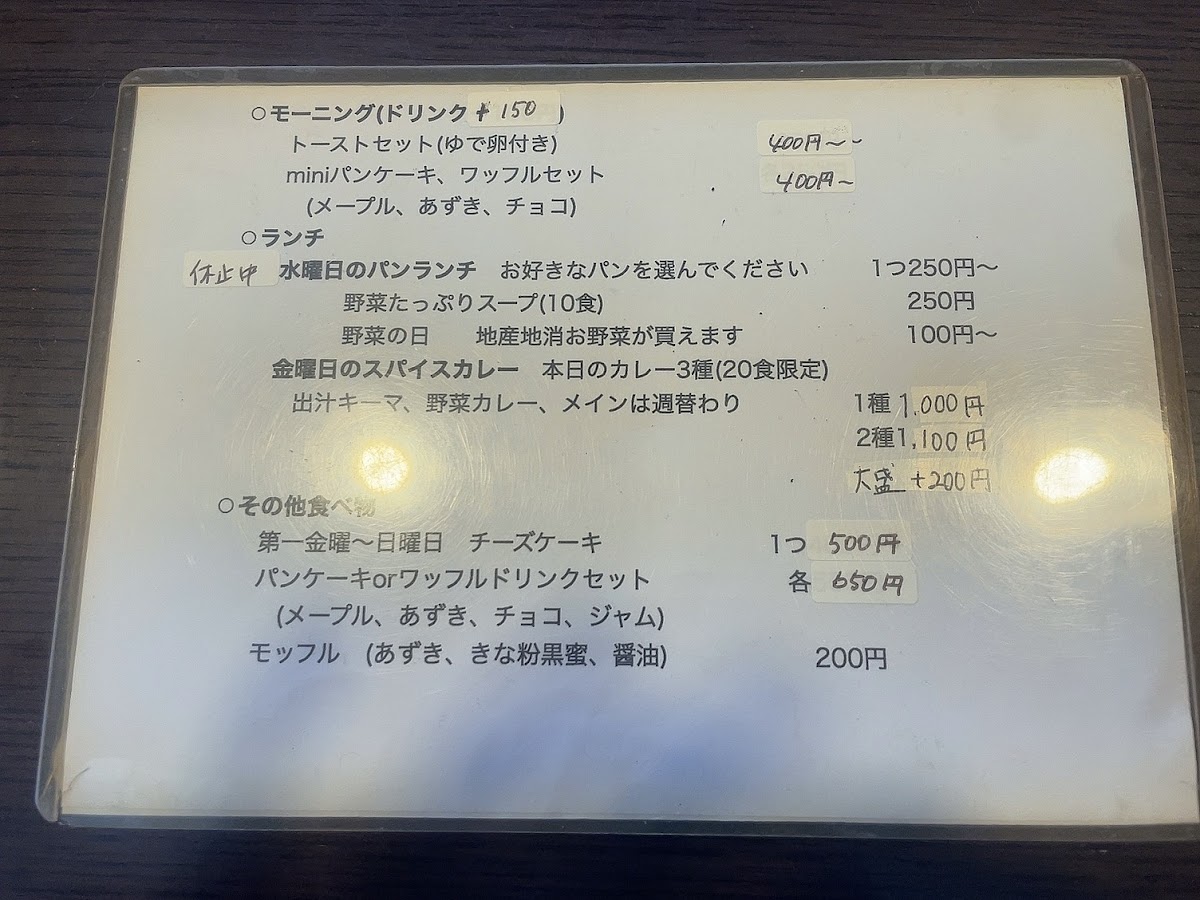 ○モーニング(ドリンク+150)
トーストセット(ゆで卵付き) 400円〜〜
miniパンケーキ、ワッフルセット 400円〜
(メープル、あずき、チョコ)
○ランチ
休止中 水曜日のパンランチ お好きなパンを選んでください 1つ250円〜
野菜たっぷりスープ(10食) 250円
野菜の日 地産地消お野菜が買えます 100円〜
金曜日のスパイスカレー 本日のカレー3種(20食限定)
出汁キーマ、野菜カレー、メインは週替わり 1種 1,000円
2種1,100円
大盛 +200円
○その他食べ物
第一金曜〜日曜日 チーズケーキ 1つ 500円
パンケーキorワッフルドリンクセット 各 650円
(メープル、あずき、チョコ、ジャム)
モッフル (あずき、きな粉黒蜜、醤油) 200円